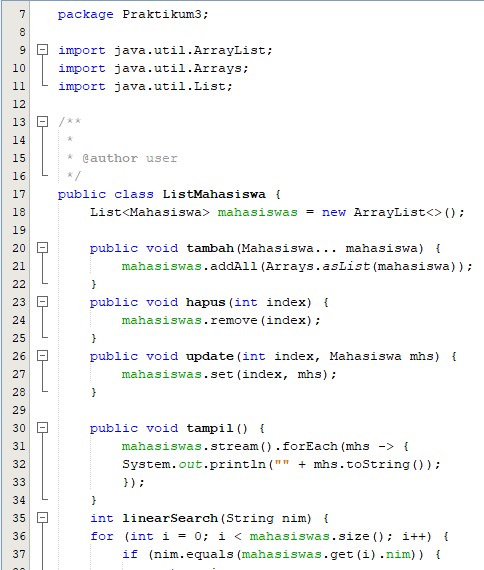 7 package Praktikum3;
8
9 import java.util.ArrayList;
10 import java.util.Arrays;
11 import java.util.List;
12
13 /**
14 *
15 * @author user
16 */
17 public class ListMahasiswa {
18 List<Mahasiswa> mahasiswas = new ArrayList<>();
19
20 public void tambah(Mahasiswa... mahasiswa) {
21 mahasiswas.addAll(Arrays.asList(mahasiswa));
22 }
23 public void hapus(int index) {
24 mahasiswas.remove(index);
25 }
26 public void update(int index, Mahasiswa mhs) {
27 mahasiswas.set(index, mhs);
28 }
29
30 public void tampil() {
31 mahasiswas.stream().forEach(mhs -> {
32 System.out.println("" + mhs.toString());
33 });
34 }
35 int linearSearch(String nim) {
36 for (int i = 0; i < mahasiswas.size(); i++) {
37 if (nim.equals(mahasiswas.get(i).nim)) {